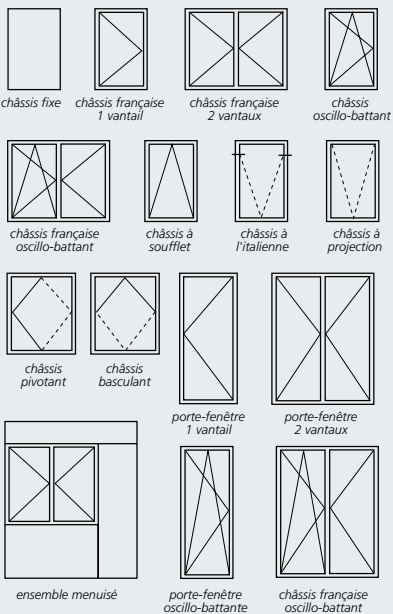 châssis fixe
châssis française
1 vantail
châssis française
2 vantaux
châssis
oscillo-battant
châssis française
oscillo-battant
châssis à
soufflet
châssis à
l'italienne
châssis à
projection
châssis
pivotant
châssis
basculant
porte-fenêtre
1 vantail
porte-fenêtre
2 vantaux
ensemble menuisé
porte-fenêtre
oscillo-battante
châssis française
oscillo-battant